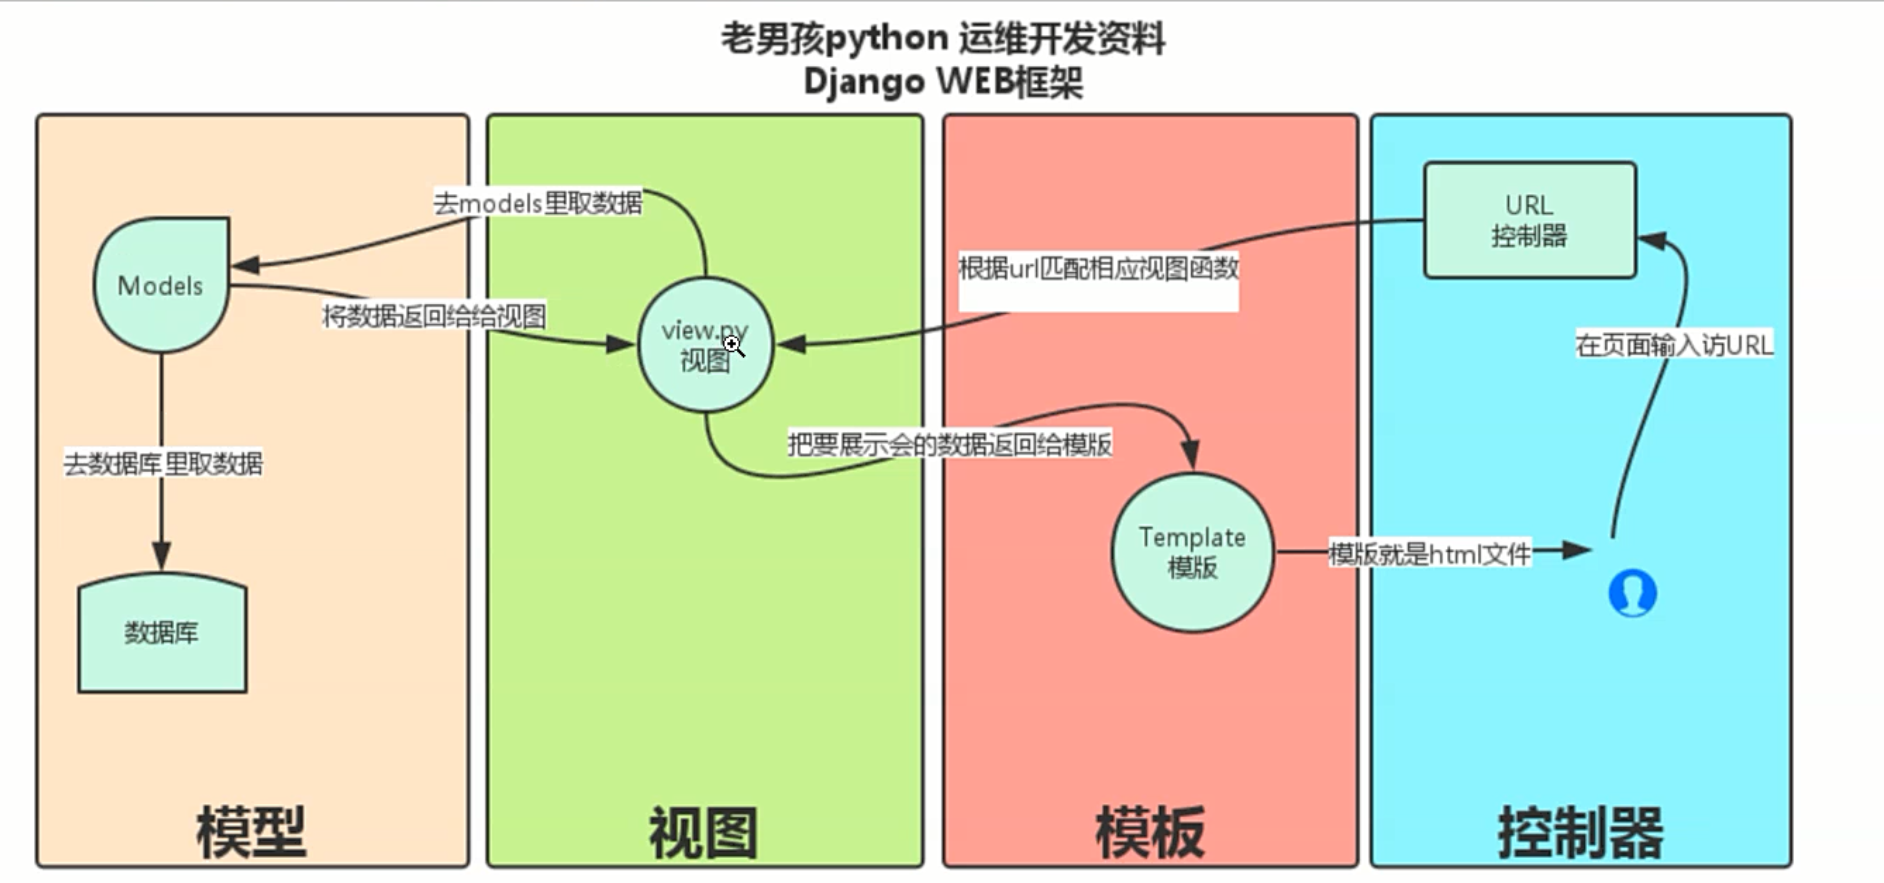 老男孩python 运维开发资料
Django WEB框架
去models里取数据
Models
将数据返回给给视图
去数据库里取数据
数据库
模型
view.py
视图
把要展示会的数据返回给模版
视图
根据url匹配相应视图函数
Template
模版
模版就是html文件
模板
URL
控制器
在页面输入访URL
控制器